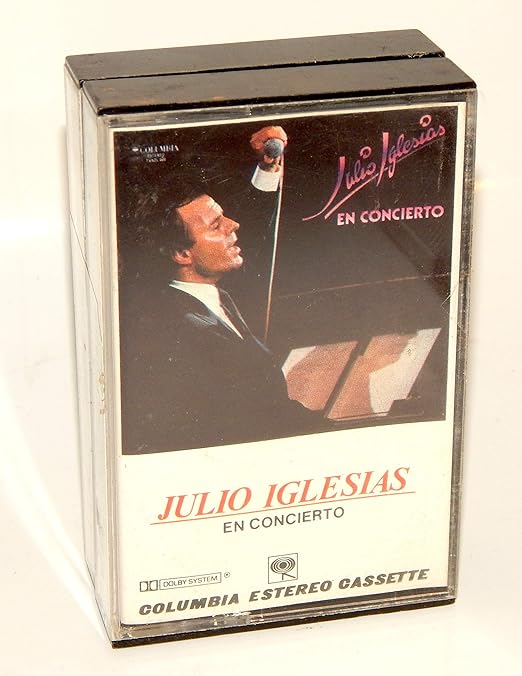 COLUMBIA
Julio Iglesias
EN CONCIERTO
JULIO IGLESIAS
EN CONCIERTO
DOLBY SYSTEM ®
COLUMBIA ESTEREO CASSETTE